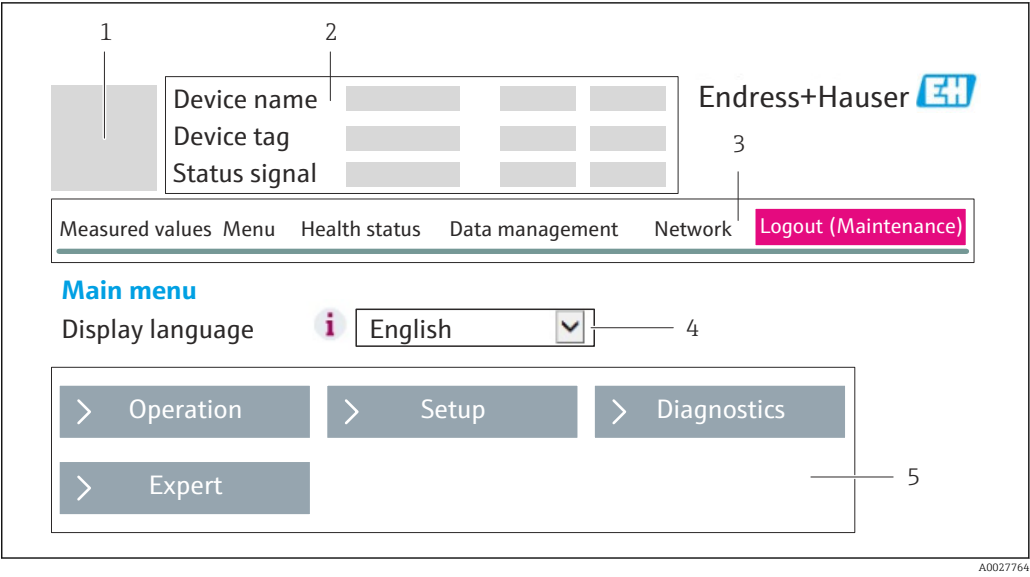 1
2
Device name
Endress+Hauser EH
Device tag
3
Status signal
Measured values Menu Health status Data management Network Logout (Maintenance)
Main menu
Display language i English 4
> Operation > Setup > Diagnostics
> Expert 5
A0027764